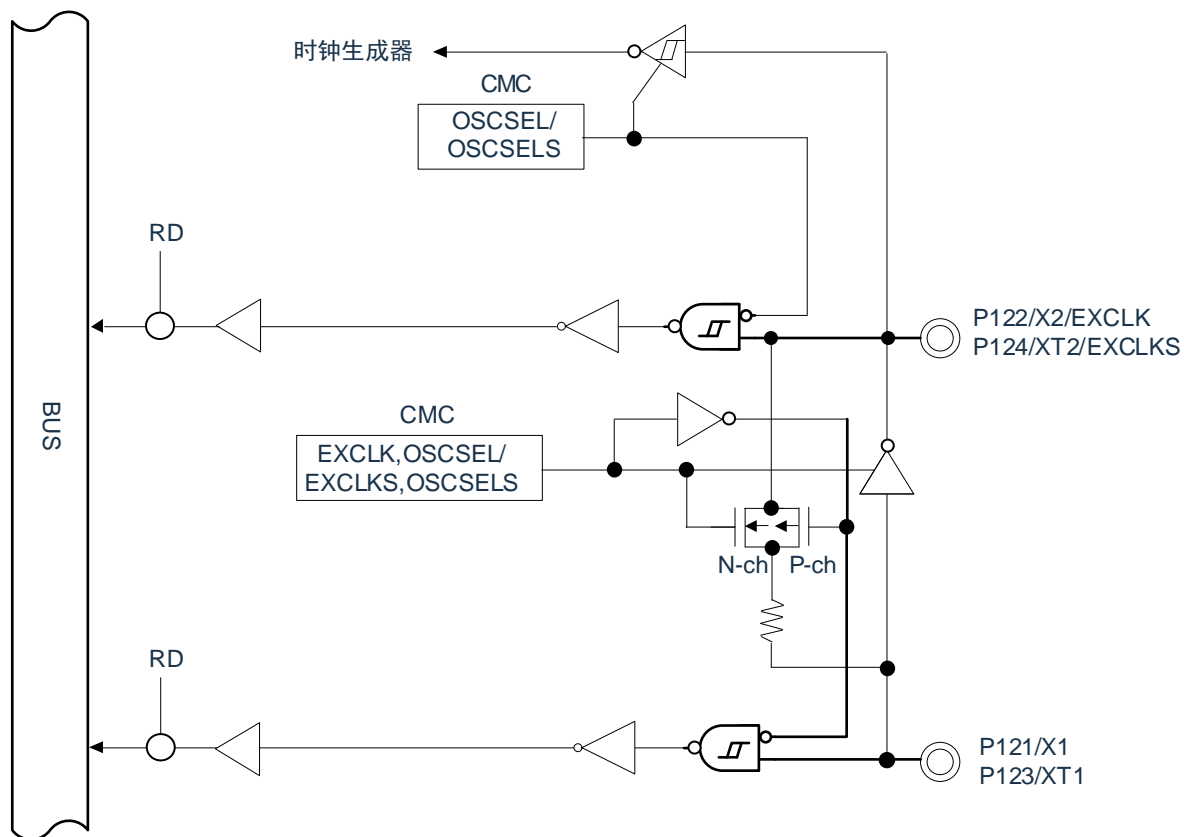 时钟生成器
CMC
OSCSEL/
OSCSELS
RD
P122/X2/EXCLK
P124/XT2/EXCLKS
BUS
CMC
EXCLK,OSCSEL/
EXCLKS,OSCSELS
N-ch
P-ch
RD
P121/X1
P123/XT1